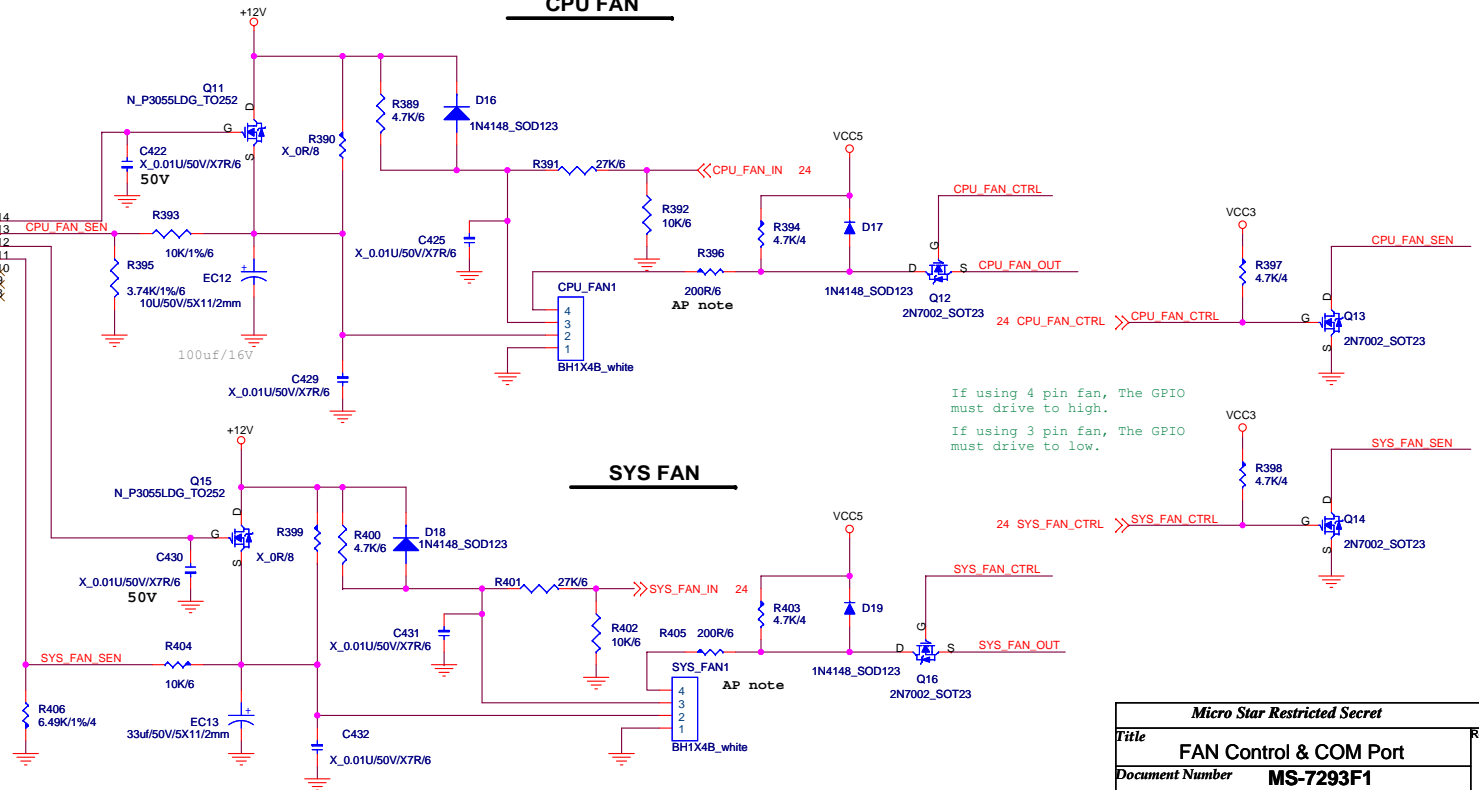 CPU FAN
+12V
Q11
N_P3055LDG_TO252
D
G
S
C422
X_0.01U/50V/X7R/6
50V
R390
X_0R/8
R389
4.7K/6
D16
1N4148_SOD123
R391
27K/6
CPU_FAN_IN 24
R392
10K/6
14
13
12
11
10
CPU_FAN_SEN
R393
10K/1%/6
R395
3.74K/1%/6
EC12
+
10U/50V/5X11/2mm
100uf/16V
C425
X_0.01U/50V/X7R/6
C429
X_0.01U/50V/X7R/6
CPU_FAN1
4
3
2
1
BH1X4B_white
R396
200R/6
AP note
VCC5
R394
4.7K/4
D17
1N4148_SOD123
CPU_FAN_CTRL
G
D
S
CPU_FAN_OUT
Q12
2N7002_SOT23
VCC3
R397
4.7K/4
24 CPU_FAN_CTRL
CPU_FAN_CTRL
CPU_FAN_SEN
D
G
S
Q13
2N7002_SOT23
If using 4 pin fan, The GPIO
must drive to high.
If using 3 pin fan, The GPIO
must drive to low.
VCC3
R398
4.7K/4
24 SYS_FAN_CTRL
SYS_FAN_CTRL
SYS_FAN_SEN
D
G
S
Q14
2N7002_SOT23
SYS FAN
+12V
Q15
N_P3055LDG_TO252
D
G
S
C430
X_0.01U/50V/X7R/6
50V
R399
X_0R/8
R400
4.7K/6
D18
1N4148_SOD123
R401
27K/6
SYS_FAN_IN 24
R402
10K/6
C431
X_0.01U/50V/X7R/6
SYS_FAN_SEN
R404
10K/6
R406
6.49K/1%/4
EC13
+
33uf/50V/5X11/2mm
C432
X_0.01U/50V/X7R/6
SYS_FAN1
4
3
2
1
BH1X4B_white
R405 200R/6
AP note
VCC5
R403
4.7K/4
D19
1N4148_SOD123
SYS_FAN_CTRL
G
D
S
SYS_FAN_OUT
Q16
2N7002_SOT23
Micro Star Restricted Secret
Title
R
FAN Control & COM Port
Document Number
MS-7293F1